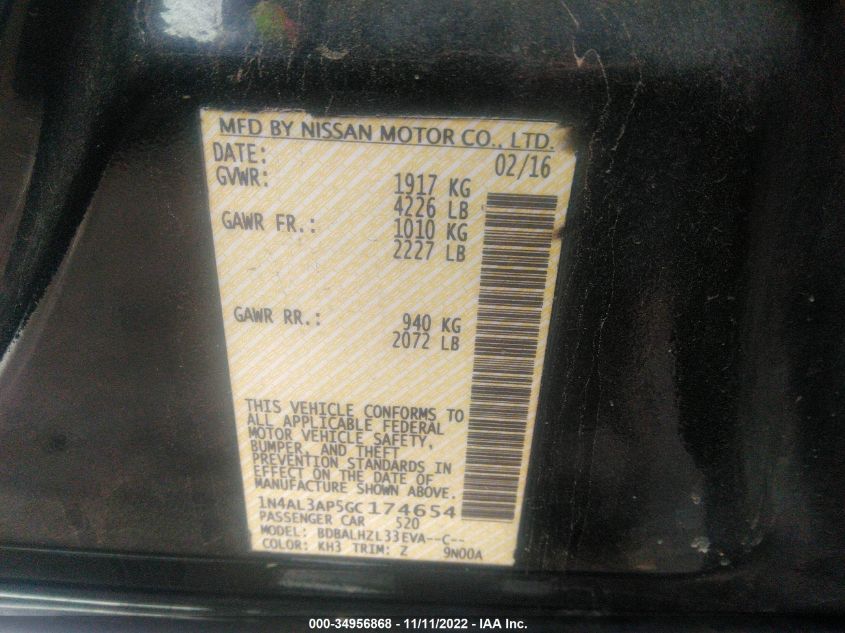 MFD BY NISSAN MOTOR CO., LTD.
DATE: 02/16
GVWR: 1917 KG
4226 LB
GAWR FR.: 1010 KG
2227 LB
GAWR RR.: 940 KG
2072 LB
THIS VEHICLE CONFORMS TO
ALL APPLICABLE FEDERAL
MOTOR VEHICLE SAFETY,
BUMPER, AND THEFT
PREVENTION STANDARDS IN
EFFECT ON THE DATE OF
MANUFACTURE SHOWN ABOVE.
1N4AL3AP5GC174654
PASSENGER CAR 520
MODEL: BDBALHZL33EVA--C--
COLOR: KH3 TRIM: Z 9N00A
000-34956868 - 11/11/2022 - IAA Inc.